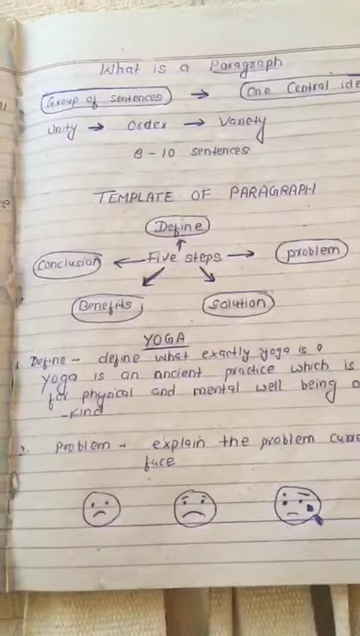 What is a Paragraph
Group of sentences → One Central ide
Unity → Order → Variety
8-10 sentences
TEMPLATE OF PARAGRAPH
Define
Conclusion ← Five steps → problem
Benefits Solution
YOGA
1. Define - define what exactly yoga is?
yoga is an ancient practice which is
for physical and mental well being o
-kind
2. Problem - explain the problem
face